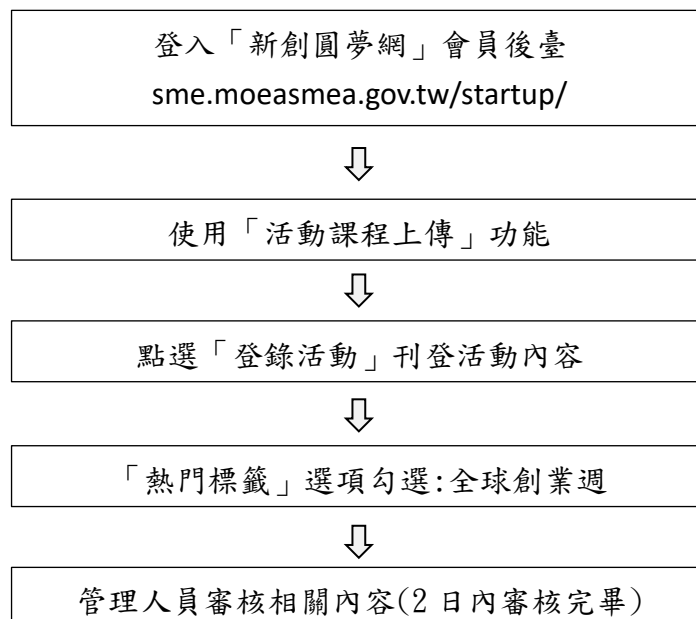 登入「新創圓夢網」會員後臺
sme.moeasmea.gov.tw/startup/
使用「活動課程上傳」功能
點選「登錄活動」刊登活動內容
「熱門標籤」選項勾選:全球創業週
管理人員審核相關內容(2 日內審核完畢)